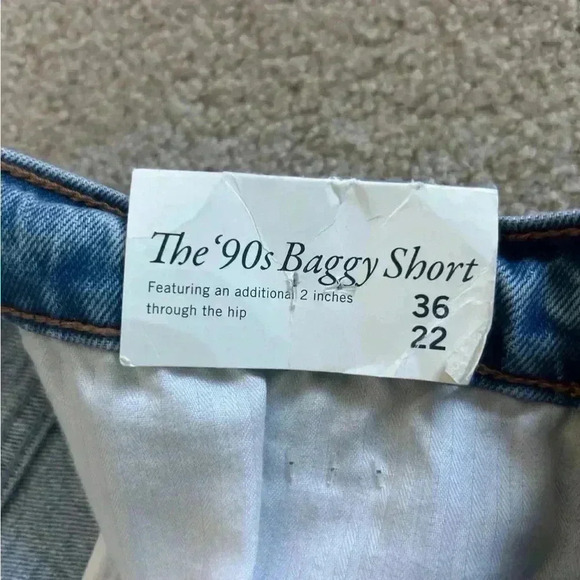 The ‘90s Baggy Short
Featuring an additional 2 inches
through the hip
36
22